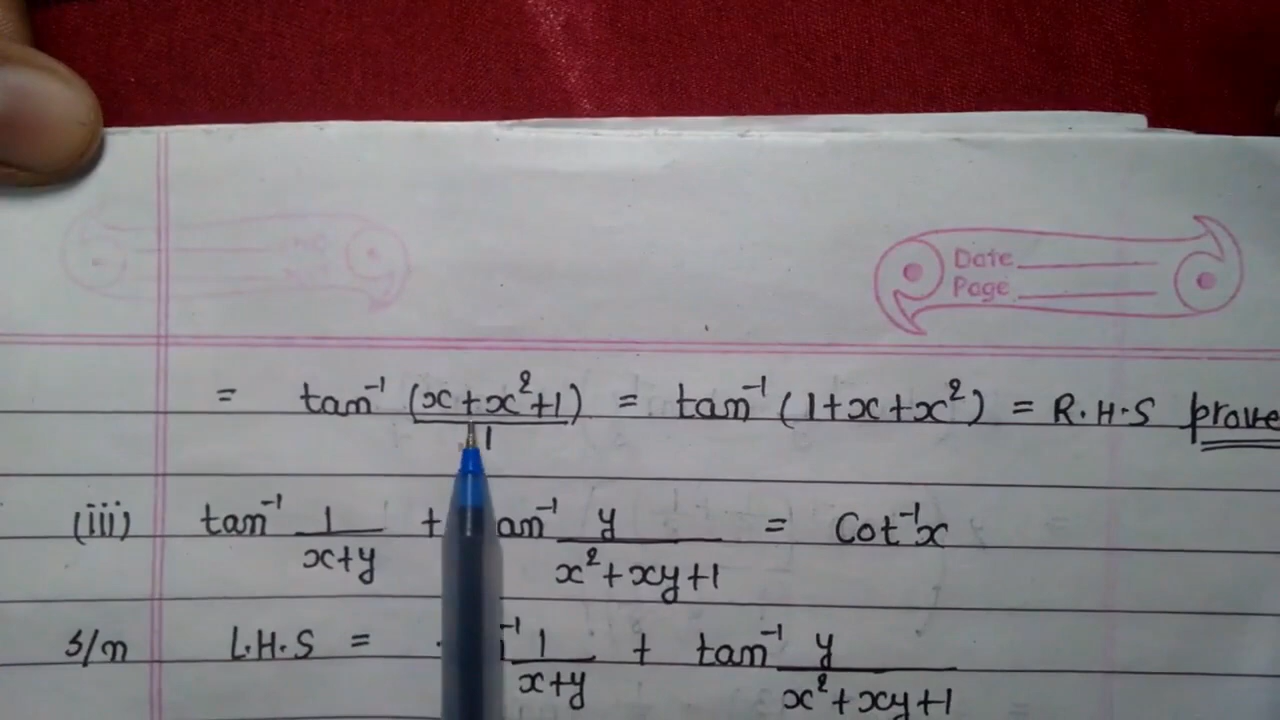 Date
Page
= tan⁻¹ (x+x²+1)/1 = tan⁻¹ (1+x+x²) = R.H.S prove
(iii) tan⁻¹ 1/(x+y) + an⁻¹ y/(x²+xy+1) = Cot⁻¹x
s/n L.H.S = ⁻¹ 1/(x+y) + tan⁻¹ y/(x²+xy+1)